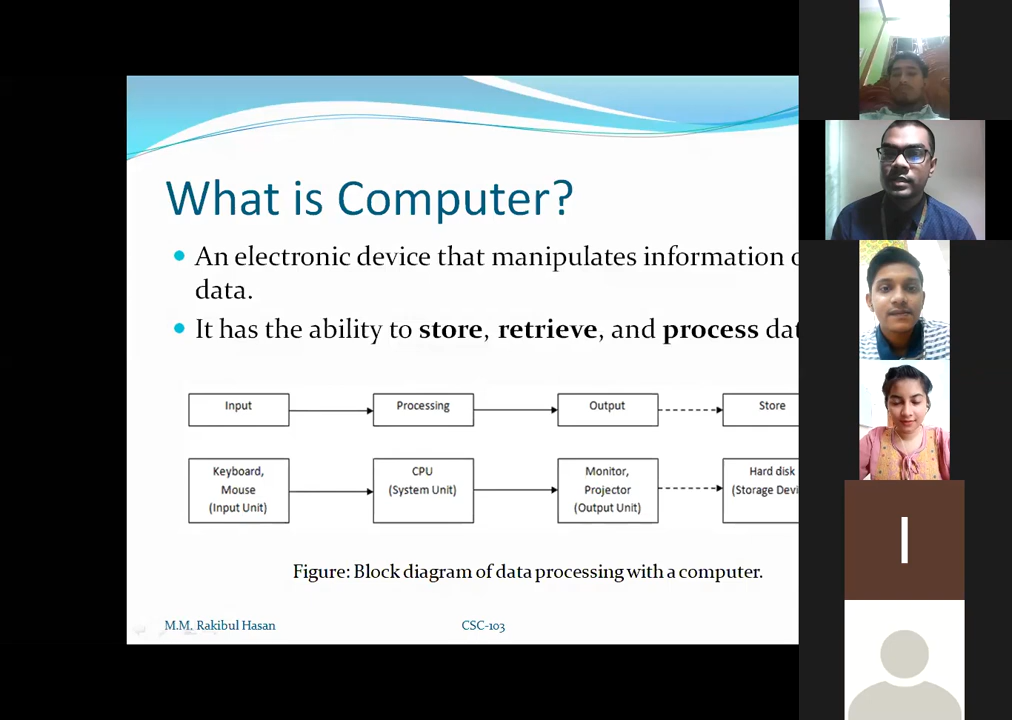 What is Computer?
An electronic device that manipulates information
data.
It has the ability to store, retrieve, and process
Input
Processing
Output
Store
Keyboard,
Mouse
(Input Unit)
CPU
(System Unit)
Monitor,
Projector
(Output Unit)
Hard disk
(Storage
Figure: Block diagram of data processing with a computer.
M.M. Rakibul Hasan
CSC-103
I